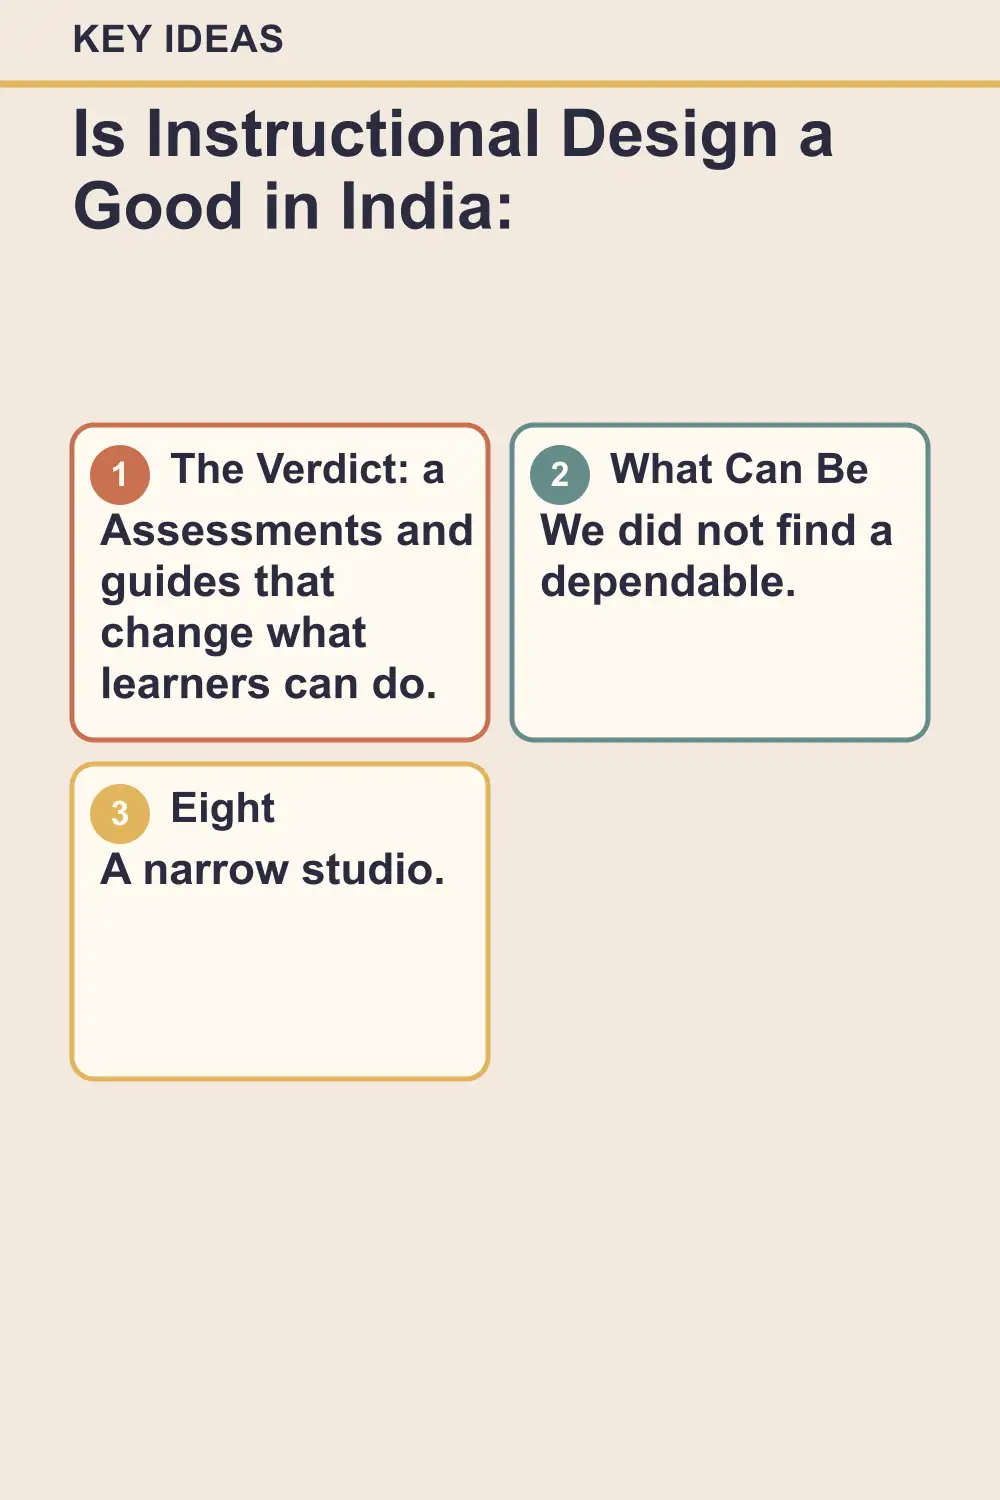 KEY IDEAS
Is Instructional Design a
Good in India:
1 The Verdict: a
Assessments and
guides that
change what
learners can do.
2 What Can Be
We did not find a
dependable.
3 Eight
A narrow studio.